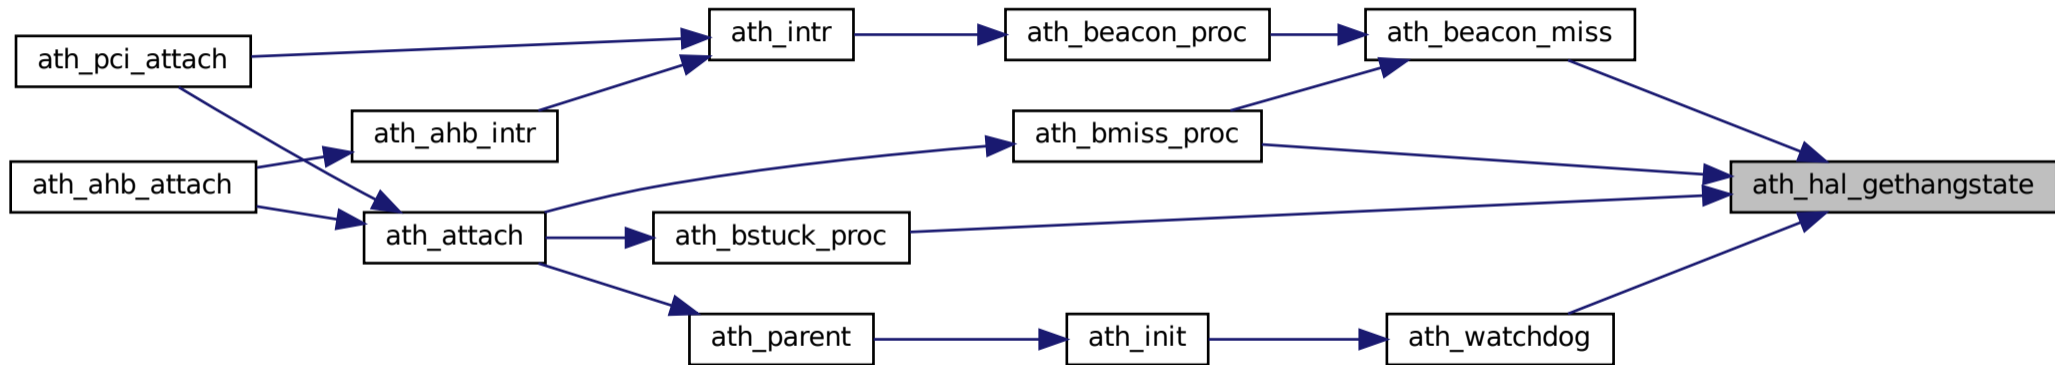 ath_pci_attach
ath_intr
ath_beacon_proc
ath_beacon_miss
ath_ahb_intr
ath_bmiss_proc
ath_ahb_attach
ath_hal_gethangstate
ath_attach
ath_bstuck_proc
ath_parent
ath_init
ath_watchdog